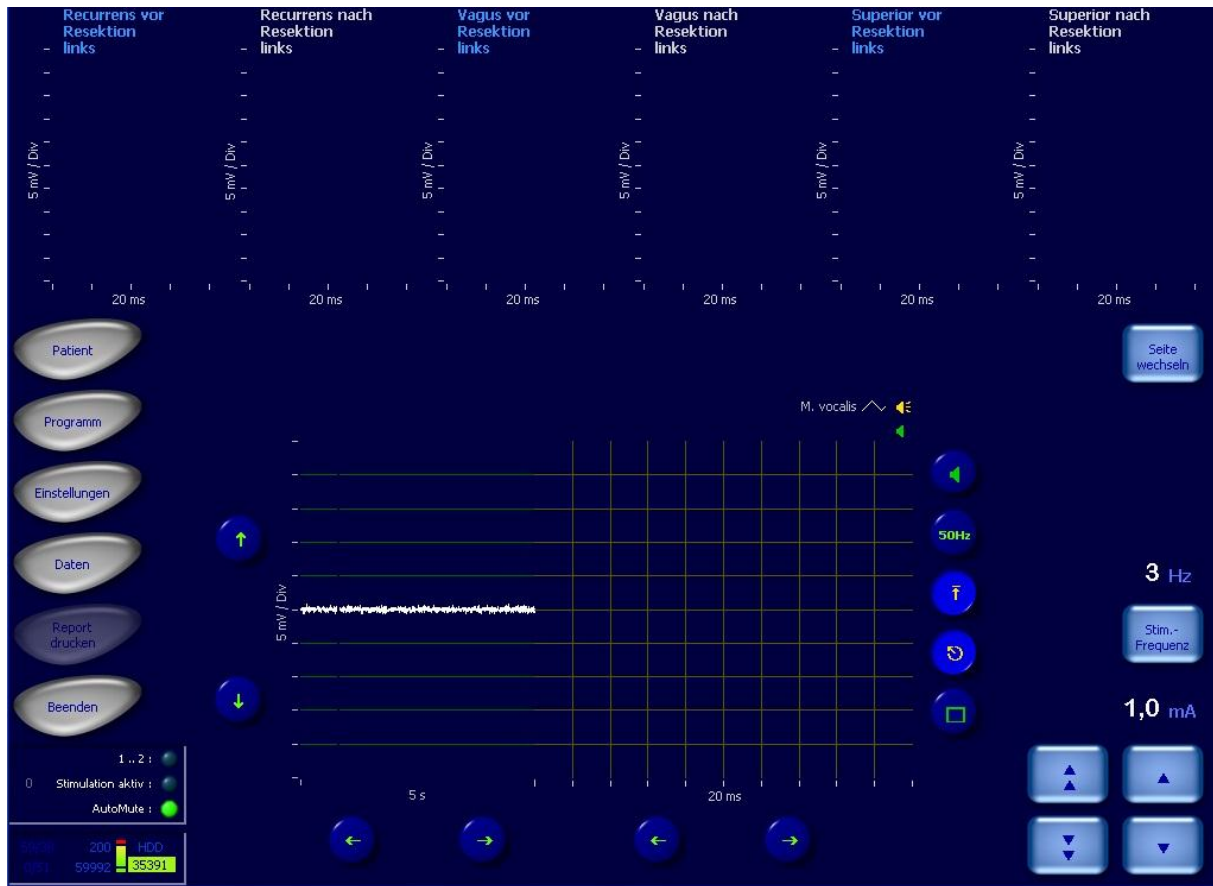 Recurrens vor
Resektion
links
Recurrens nach
Resektion
links
Vagus vor
Resektion
links
Vagus nach
Resektion
links
Superior vor
Resektion
links
Superior nach
Resektion
links
5 mV / Div
5 mV / Div
5 mV / Div
5 mV / Div
5 mV / Div
5 mV / Div
20 ms
20 ms
20 ms
20 ms
20 ms
20 ms
Patient
Seite
wechseln
Programm
M. vocalis
Einstellungen
50Hz
Daten
3 Hz
5 mV / Div
Report
drucken
Stim.-
Frequenz
Beenden
1,0 mA
1 .. 2 :
0 Stimulation aktiv :
AutoMute :
5 s
20 ms
200 HDD
59992 35391